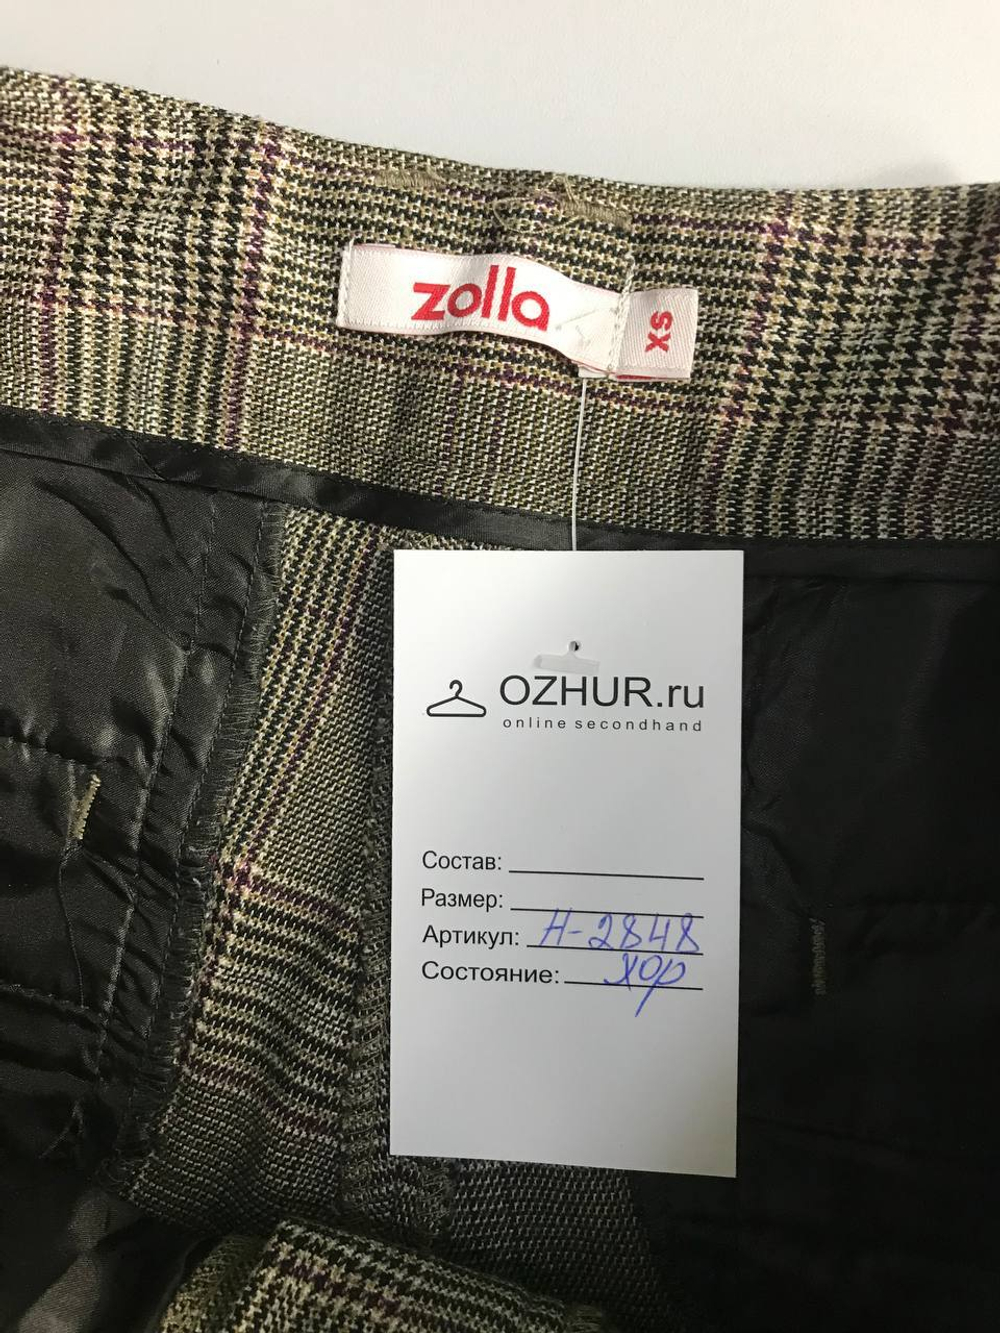 zolla
XS
OZHUR.ru
online secondhand
Состав:
Размер:
Артикул: Н-2848
Состояние: хор